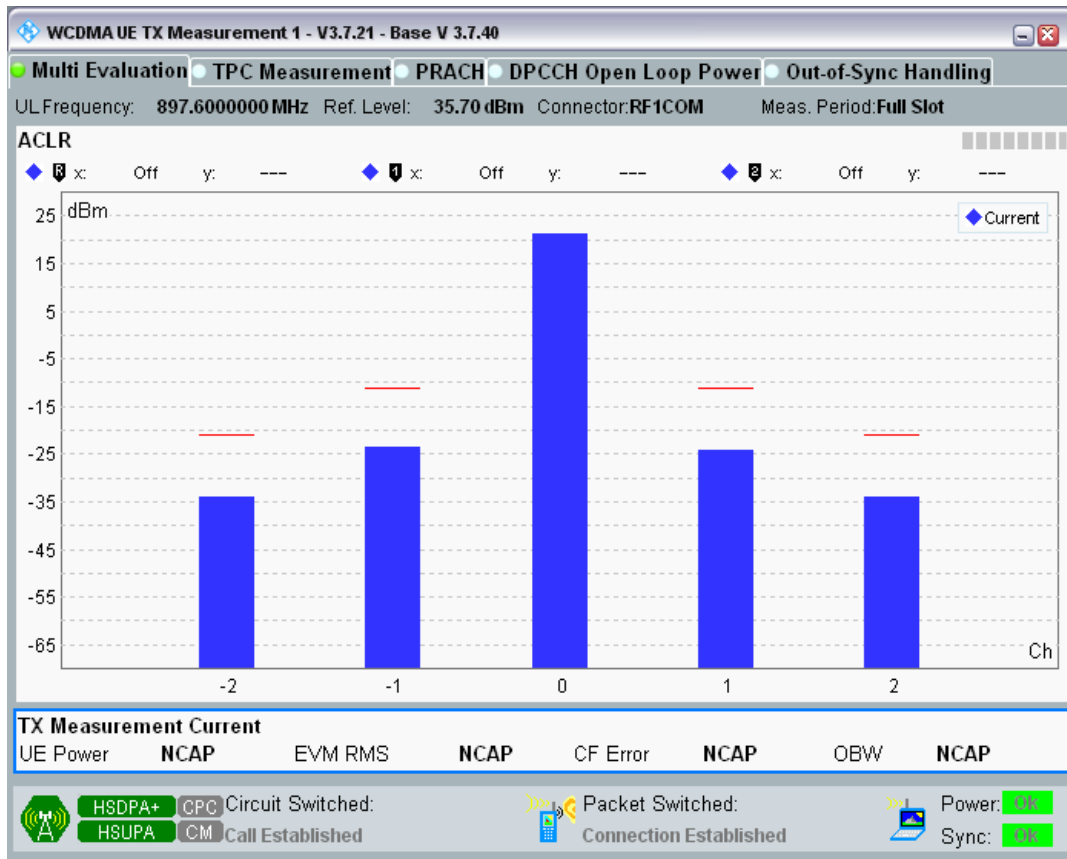 WCDMA UE TX Measurement 1 - V3.7.21 - Base V 3.7.40
Multi Evaluation TPC Measurement PRACH DPCCH Open Loop Power Out-of-Sync Handling
UL Frequency: 897.6000000 MHz Ref. Level: 35.70 dBm Connector:RF1COM Meas. Period:Full Slot
ACLR
R x: Off y: --- 1 x: Off y: --- 2 x: Off y: ---
dBm
Current
25
15
5
-5
-15
-25
-35
-45
-55
-65
Ch
-2 -1 0 1 2
TX Measurement Current
UE Power NCAP EVM RMS NCAP CF Error NCAP OBW NCAP
HSDPA+ CPC Circuit Switched: Packet Switched: Power: Ok
HSUPA CM Call Established Connection Established Sync: Ok